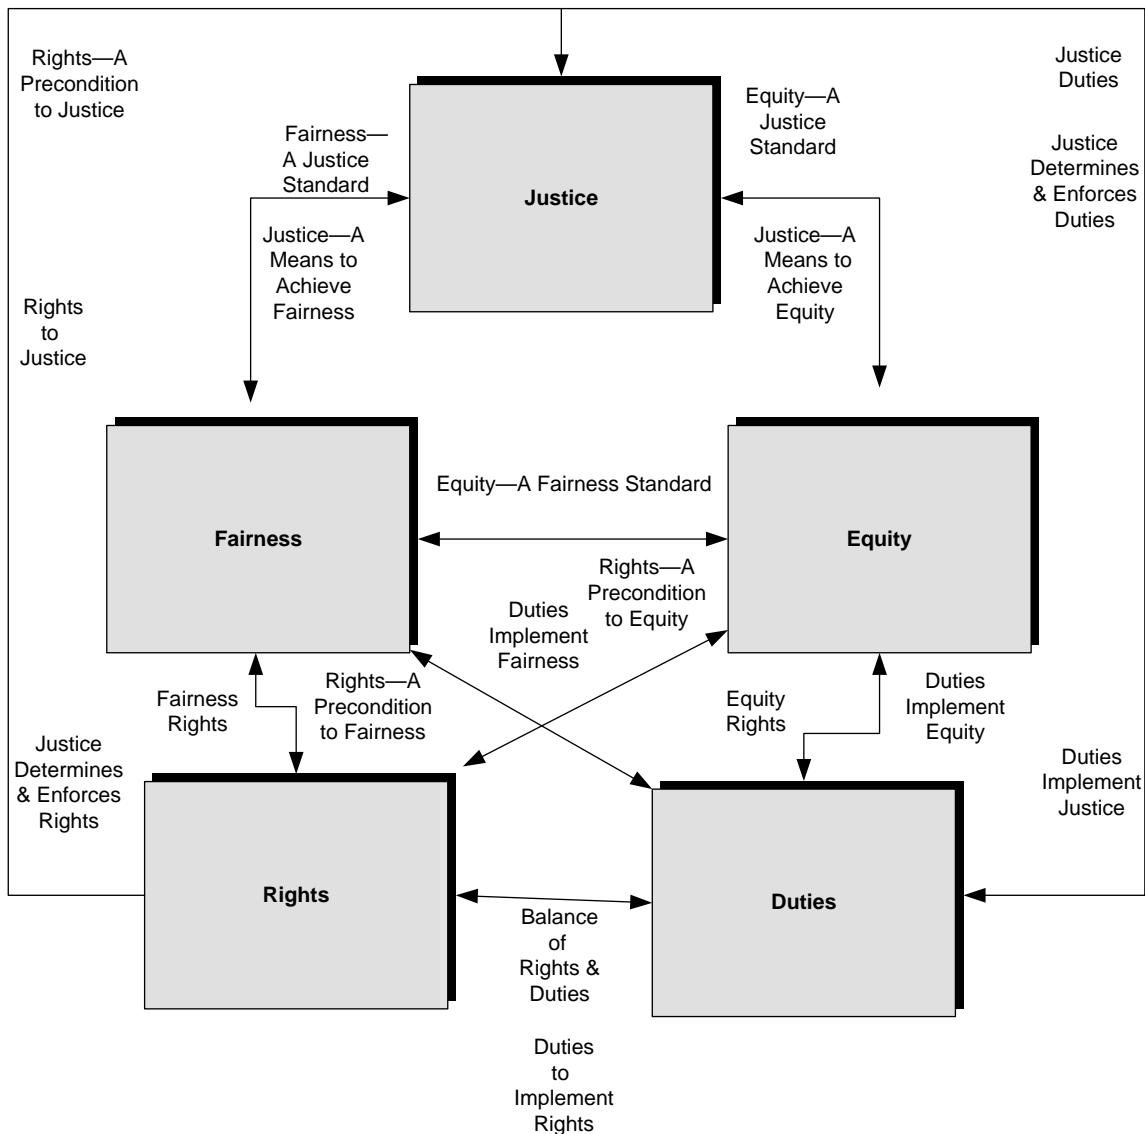 Rights—A
Precondition
to Justice
Justice
Duties
Equity—A
Justice
Standard
Fairness—
A Justice
Standard
Justice
Determines
& Enforces
Duties
Justice
Justice—A
Means to
Achieve
Fairness
Justice—A
Means to
Achieve
Equity
Rights
to
Justice
Equity—A Fairness Standard
Fairness
Equity
Rights—A
Precondition
to Equity
Duties
Implement
Fairness
Fairness
Rights
Rights—A
Precondition
to Fairness
Equity
Rights
Duties
Implement
Equity
Justice
Determines
& Enforces
Rights
Duties
Implement
Justice
Rights
Duties
Balance
of
Rights &
Duties
Duties
to
Implement
Rights